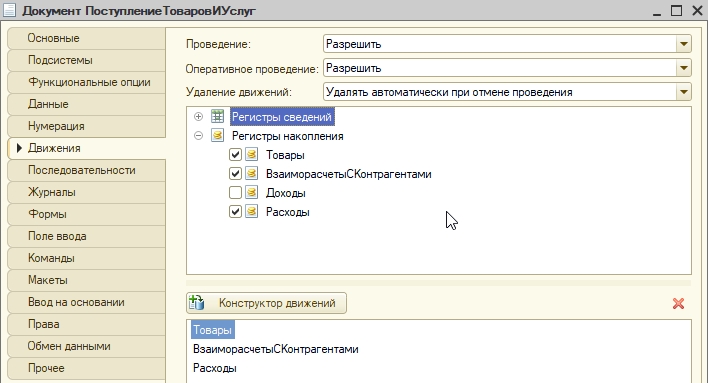 Документ ПоступлениеТоваровИУслуг
Основные
Подсистемы
Функциональные опции
Данные
Нумерация
Движения
Последовательности
Журналы
Формы
Поле ввода
Команды
Макеты
Ввод на основании
Права
Обмен данными
Прочее
Проведение: Разрешить
Оперативное проведение: Разрешить
Удаление движений: Удалять автоматически при отмене проведения
Регистры сведений
Регистры накопления
Товары
ВзаиморасчетыСКонтрагентами
Доходы
Расходы
Конструктор движений
Товары
ВзаиморасчетыСКонтрагентами
Расходы